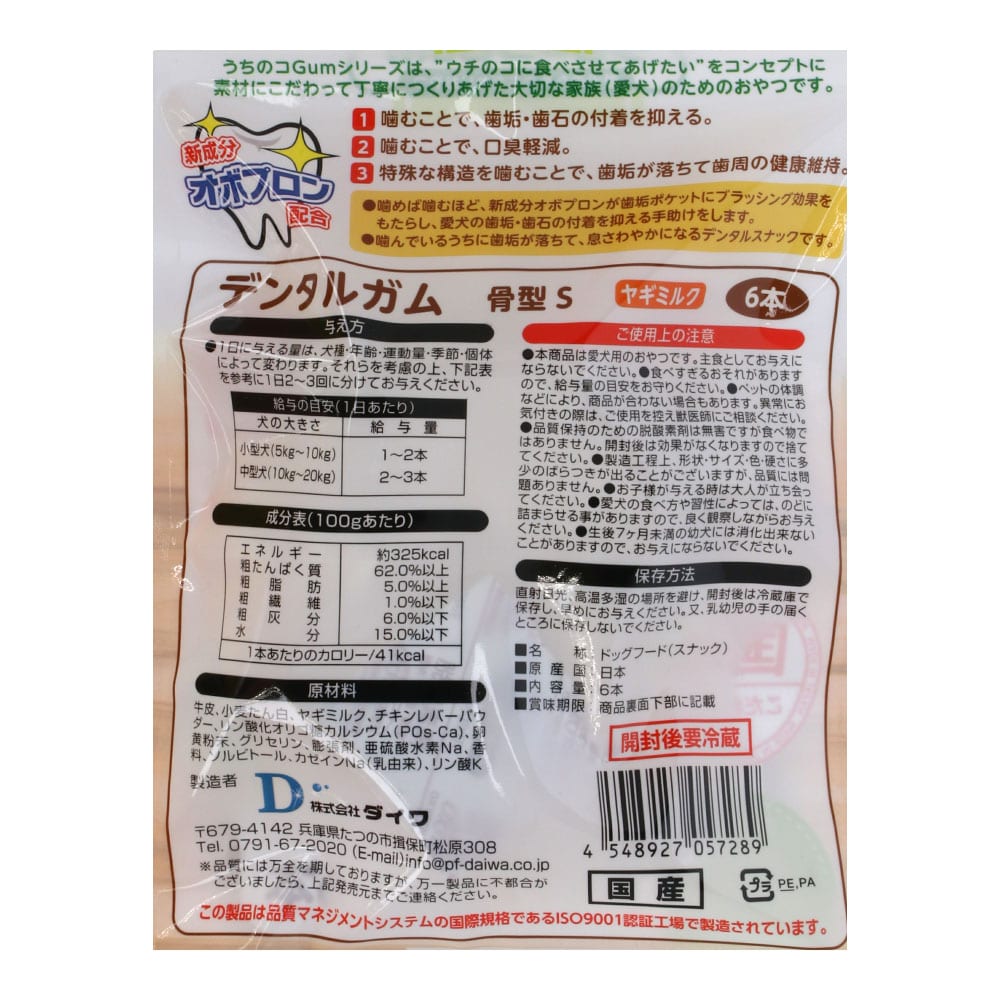 うちのコGumシリーズは、"ウチのコに食べさせてあげたい"をコンセプトに
素材にこだわって丁寧につくりあげた大切な家族(愛犬)のためのおやつです。
新成分
オボプロン
配合
1 噛むことで、歯垢・歯石の付着を抑える。
2 噛むことで、口臭軽減。
3 特殊な構造を噛むことで、歯垢が落ちて歯周の健康維持。
●噛めば噛むほど、新成分オボプロンが歯垢ポケットにブラッシング効果を
もたらし、愛犬の歯垢・歯石の付着を抑える手助けをします。
●噛んでいるうちに歯垢が落ちて、息さわやかになるデンタルスナックです。
デンタルガム 骨型 S ヤギミルク 6本
与え方
●1日に与える量は、犬種・年齢・運動量・季節・個体
によって変わります。それらを考慮の上、下記表
を参考に1日2〜3回に分けてお与えください。
給与の目安(1日あたり)
犬の大きさ 給与量
小型犬(5kg〜10kg) 1〜2本
中型犬(10kg〜20kg) 2〜3本
成分表(100gあたり)
エネルギー 約325kcal
粗たんぱく質 62.0%以上
粗脂肪 5.0%以上
粗繊維 1.0%以下
粗灰分 6.0%以下
水分 15.0%以下
1本あたりのカロリー/41kcal
原材料
牛皮、小麦たん白、ヤギミルク、チキンレバーパウ
ダー、リン酸化オリゴ糖カルシウム(POs-Ca)、卵
黄粉末、グリセリン、膨張剤、亜硫酸水素Na、香
料、ソルビトール、カゼインNa(乳由来)、リン酸K
製造者
D 株式会社 ダイワ
〒679-4142 兵庫県たつの市揖保町松原308
Tel. 0791-67-2020 (E-mail)info@pf-daiwa.co.jp
※品質には万全を期しておりますが、万一製品に不都合が
ございましたら、上記発売元までご連絡ください。
ご使用上の注意
●本商品は愛犬用のおやつです。主食としてお与えに
ならないでください。●食べすぎるおそれがあります
ので、給与量の目安をお守りください。●ペットの体調
などにより、商品が合わない場合もあります。異常にお
気付きの際は、ご使用を控え獣医師にご相談ください。
●品質保持のための脱酸素剤は無害ですが食べ物で
はありません。開封後は効果がなくなりますので捨て
てください。●製造工程上、形状・サイズ・色・硬さに多
少のばらつきが出ることがございますが、品質には問
題ありません。●お子様が与える時は大人が立ち会っ
てください。●愛犬の食べ方や習性によっては、のどに
詰まらせる事がありますので、良く観察しながらお与え
ください。●生後7ヶ月未満の幼犬には消化出来ない
ことがありますので、お与えにならないでください。
保存方法
直射日光、高温多湿の場所を避け、開封後は冷蔵庫で
保存し、早めにお与えください。又、乳幼児の手の届く
ところに保存しないでください。
■名称:ドッグフード(スナック)
■原産国:日本
■内容量:6本
■賞味期限:商品裏面下部に記載
開封後要冷蔵
4 548927 057289
国産
プラ PE,PA
この製品は品質マネジメントシステムの国際規格であるISO9001認証工場で製造されています。